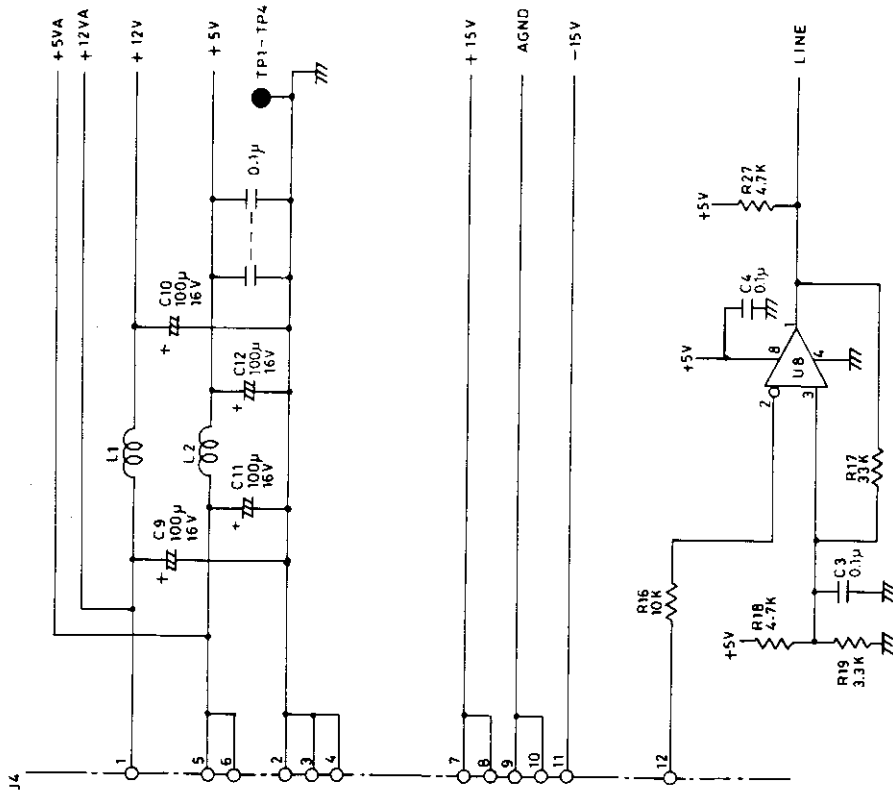 +5VA
+12VA
+12V
+5V
TP1-TP4
+15V
AGND
-15V
LINE
0.1µ
C10
100µ
16V
+
C12
100µ
16V
+
L1
L2
C11
100µ
16V
+
C9
100µ
16V
+
J4
1
5
6
2
3
4
7
8
9
10
11
12
+5V
R27
4.7K
+5V
C4
0.1µ
8
1
U8
4
2
3
R17
33K
R16
10K
C3
0.1µ
+5V
R18
4.7K
R19
3.3K